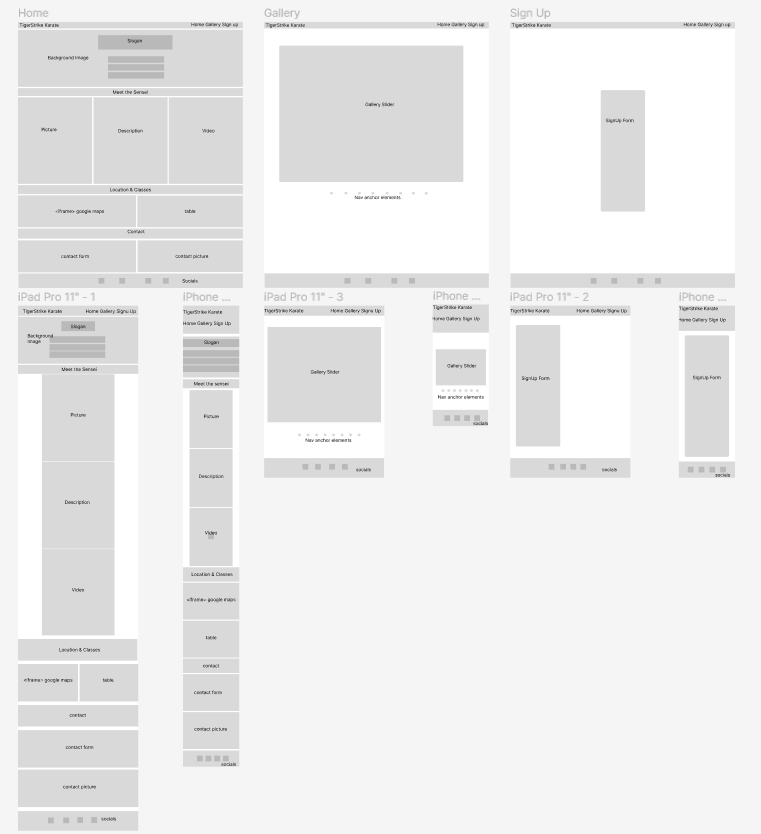 Home
TigerStrike Karate
Home Gallery Sign up
Slogan
Background Image
Meet the Sensei
Picture
Description
Video
Location & Classes
<iframe> google maps
table
Contact
contact form
contact picture
Socials
Gallery
TigerStrike Karate
Home Gallery Sign up
Gallery Slider
Nav anchor elements
Sign Up
TigerStrike Karate
Home Gallery Sign up
SignUp Form
iPad Pro 11" - 1
TigerStrike Karate
Home Gallery Signu Up
Slogan
Background
Image
Meet the Sensei
Picture
Description
Video
Location & Classes
<iframe> google maps
table
contact
contact form
contact picture
socials
iPhone ...
TigerStrike Karate
Home Gallery Sign Up
Slogan
Meet the sensei
Picture
Description
Video
Location & Classes
<iframe> google maps
table
contact
contact form
contact picture
socials
iPad Pro 11" - 3
TigerStrike Karate
Home Gallery Sign Up
Gallery Slider
Nav anchor elements
socials
iPhone ...
TigerStrike Karate
Home Gallery Sign Up
Gallery Slider
Nav anchor elements
socials
iPad Pro 11" - 2
TigerStrike Karate
Home Gallery Signu Up
SignUp Form
socials
iPhone ...
TigerStrike Karate
Home Gallery Sign Up
SignUp Form
socials